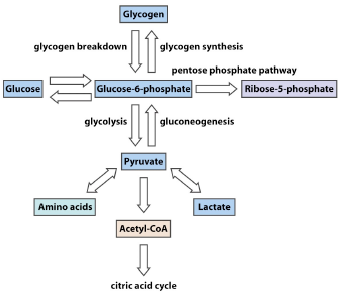 Glycogen
glycogen breakdown
glycogen synthesis
pentose phosphate pathway
Glucose
Glucose-6-phosphate
Ribose-5-phosphate
glycolysis
gluconeogenesis
Pyruvate
Amino acids
Lactate
Acetyl-CoA
citric acid cycle